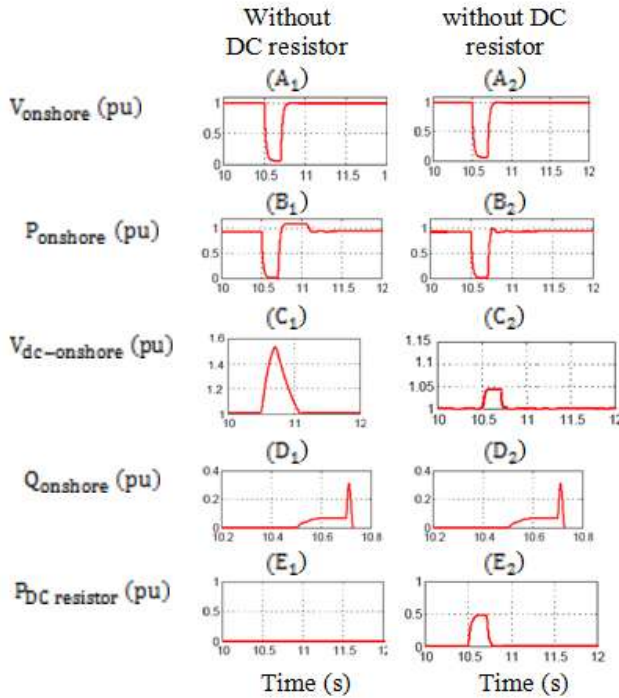 Without DC resistor
without DC resistor
(A1) (A2)
Vonshore (pu)
1 0.5 0
10 10.5 11 11.5 1
1 0.5 0
10 10.5 11 11.5 12
(B1) (B2)
Ponshore (pu)
1 0.5 0
10 10.5 11 11.5 12
1 0.5 0
10 10.5 11 11.5 12
(C1) (C2)
Vdc−onshore (pu)
1.6 1.4 1.2 1
10 11 12
1.15 1.1 1.05 1
10 10.5 11 11.5 12
(D1) (D2)
Qonshore (pu)
0.4 0.2 0
10.2 10.4 10.6 10.8
0.4 0.2 0
10.2 10.4 10.6 10.8
(E1) (E2)
PDC resistor (pu)
1 0.5 0
10 10.5 11 11.5 12
1 0.5 0
10 10.5 11 11.5 12
Time (s) Time (s)